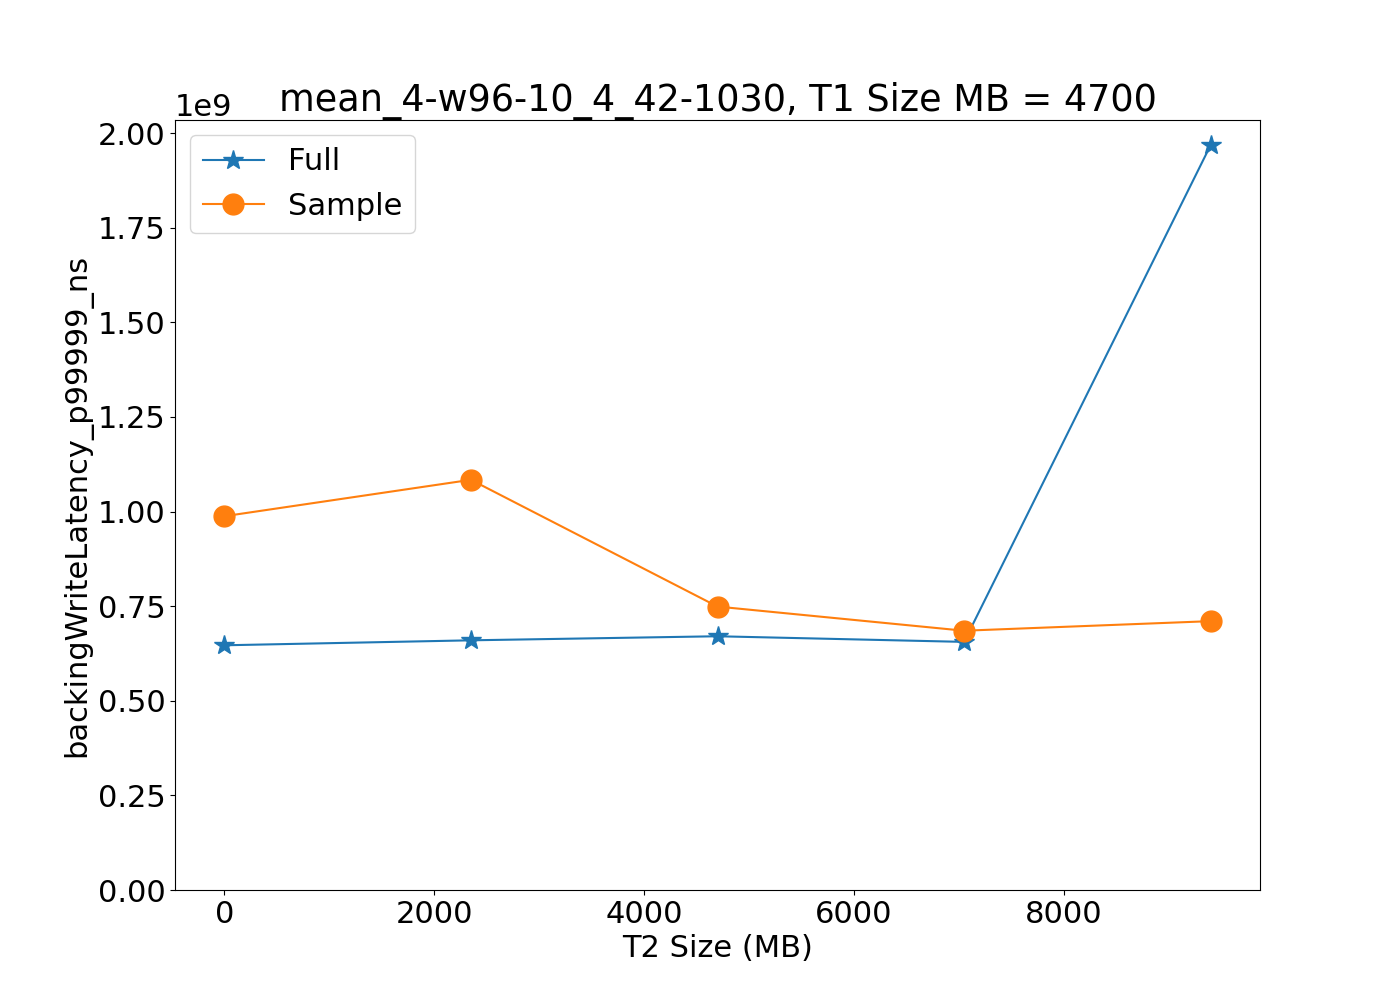 mean_4-w96-10_4_42-1030, T1 Size MB = 4700
1e9
2.00
1.75
1.50
1.25
1.00
0.75
0.50
0.25
0.00
backingWriteLatency_p99999_ns
Full
Sample
0
2000
4000
6000
8000
T2 Size (MB)